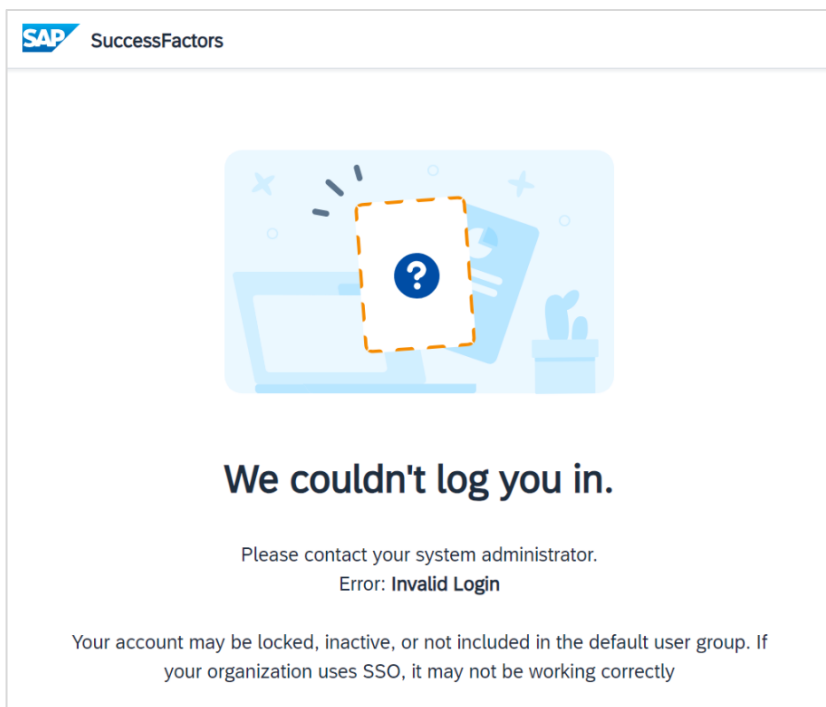 SAP SuccessFactors
?
We couldn't log you in.
Please contact your system administrator.
Error: Invalid Login
Your account may be locked, inactive, or not included in the default user group. If
your organization uses SSO, it may not be working correctly